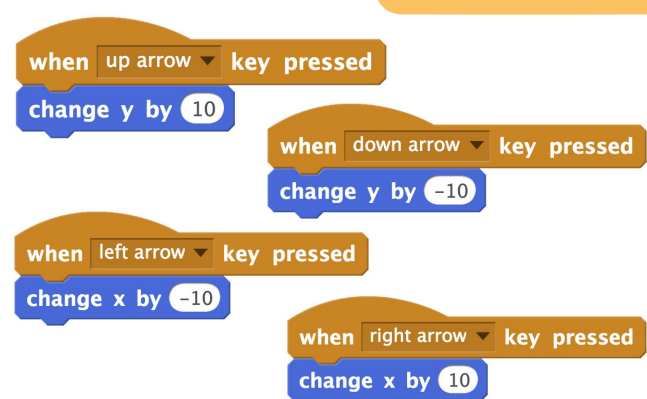 when up arrow key pressed
change y by 10
when down arrow key pressed
change y by -10
when left arrow key pressed
change x by -10
when right arrow key pressed
change x by 10